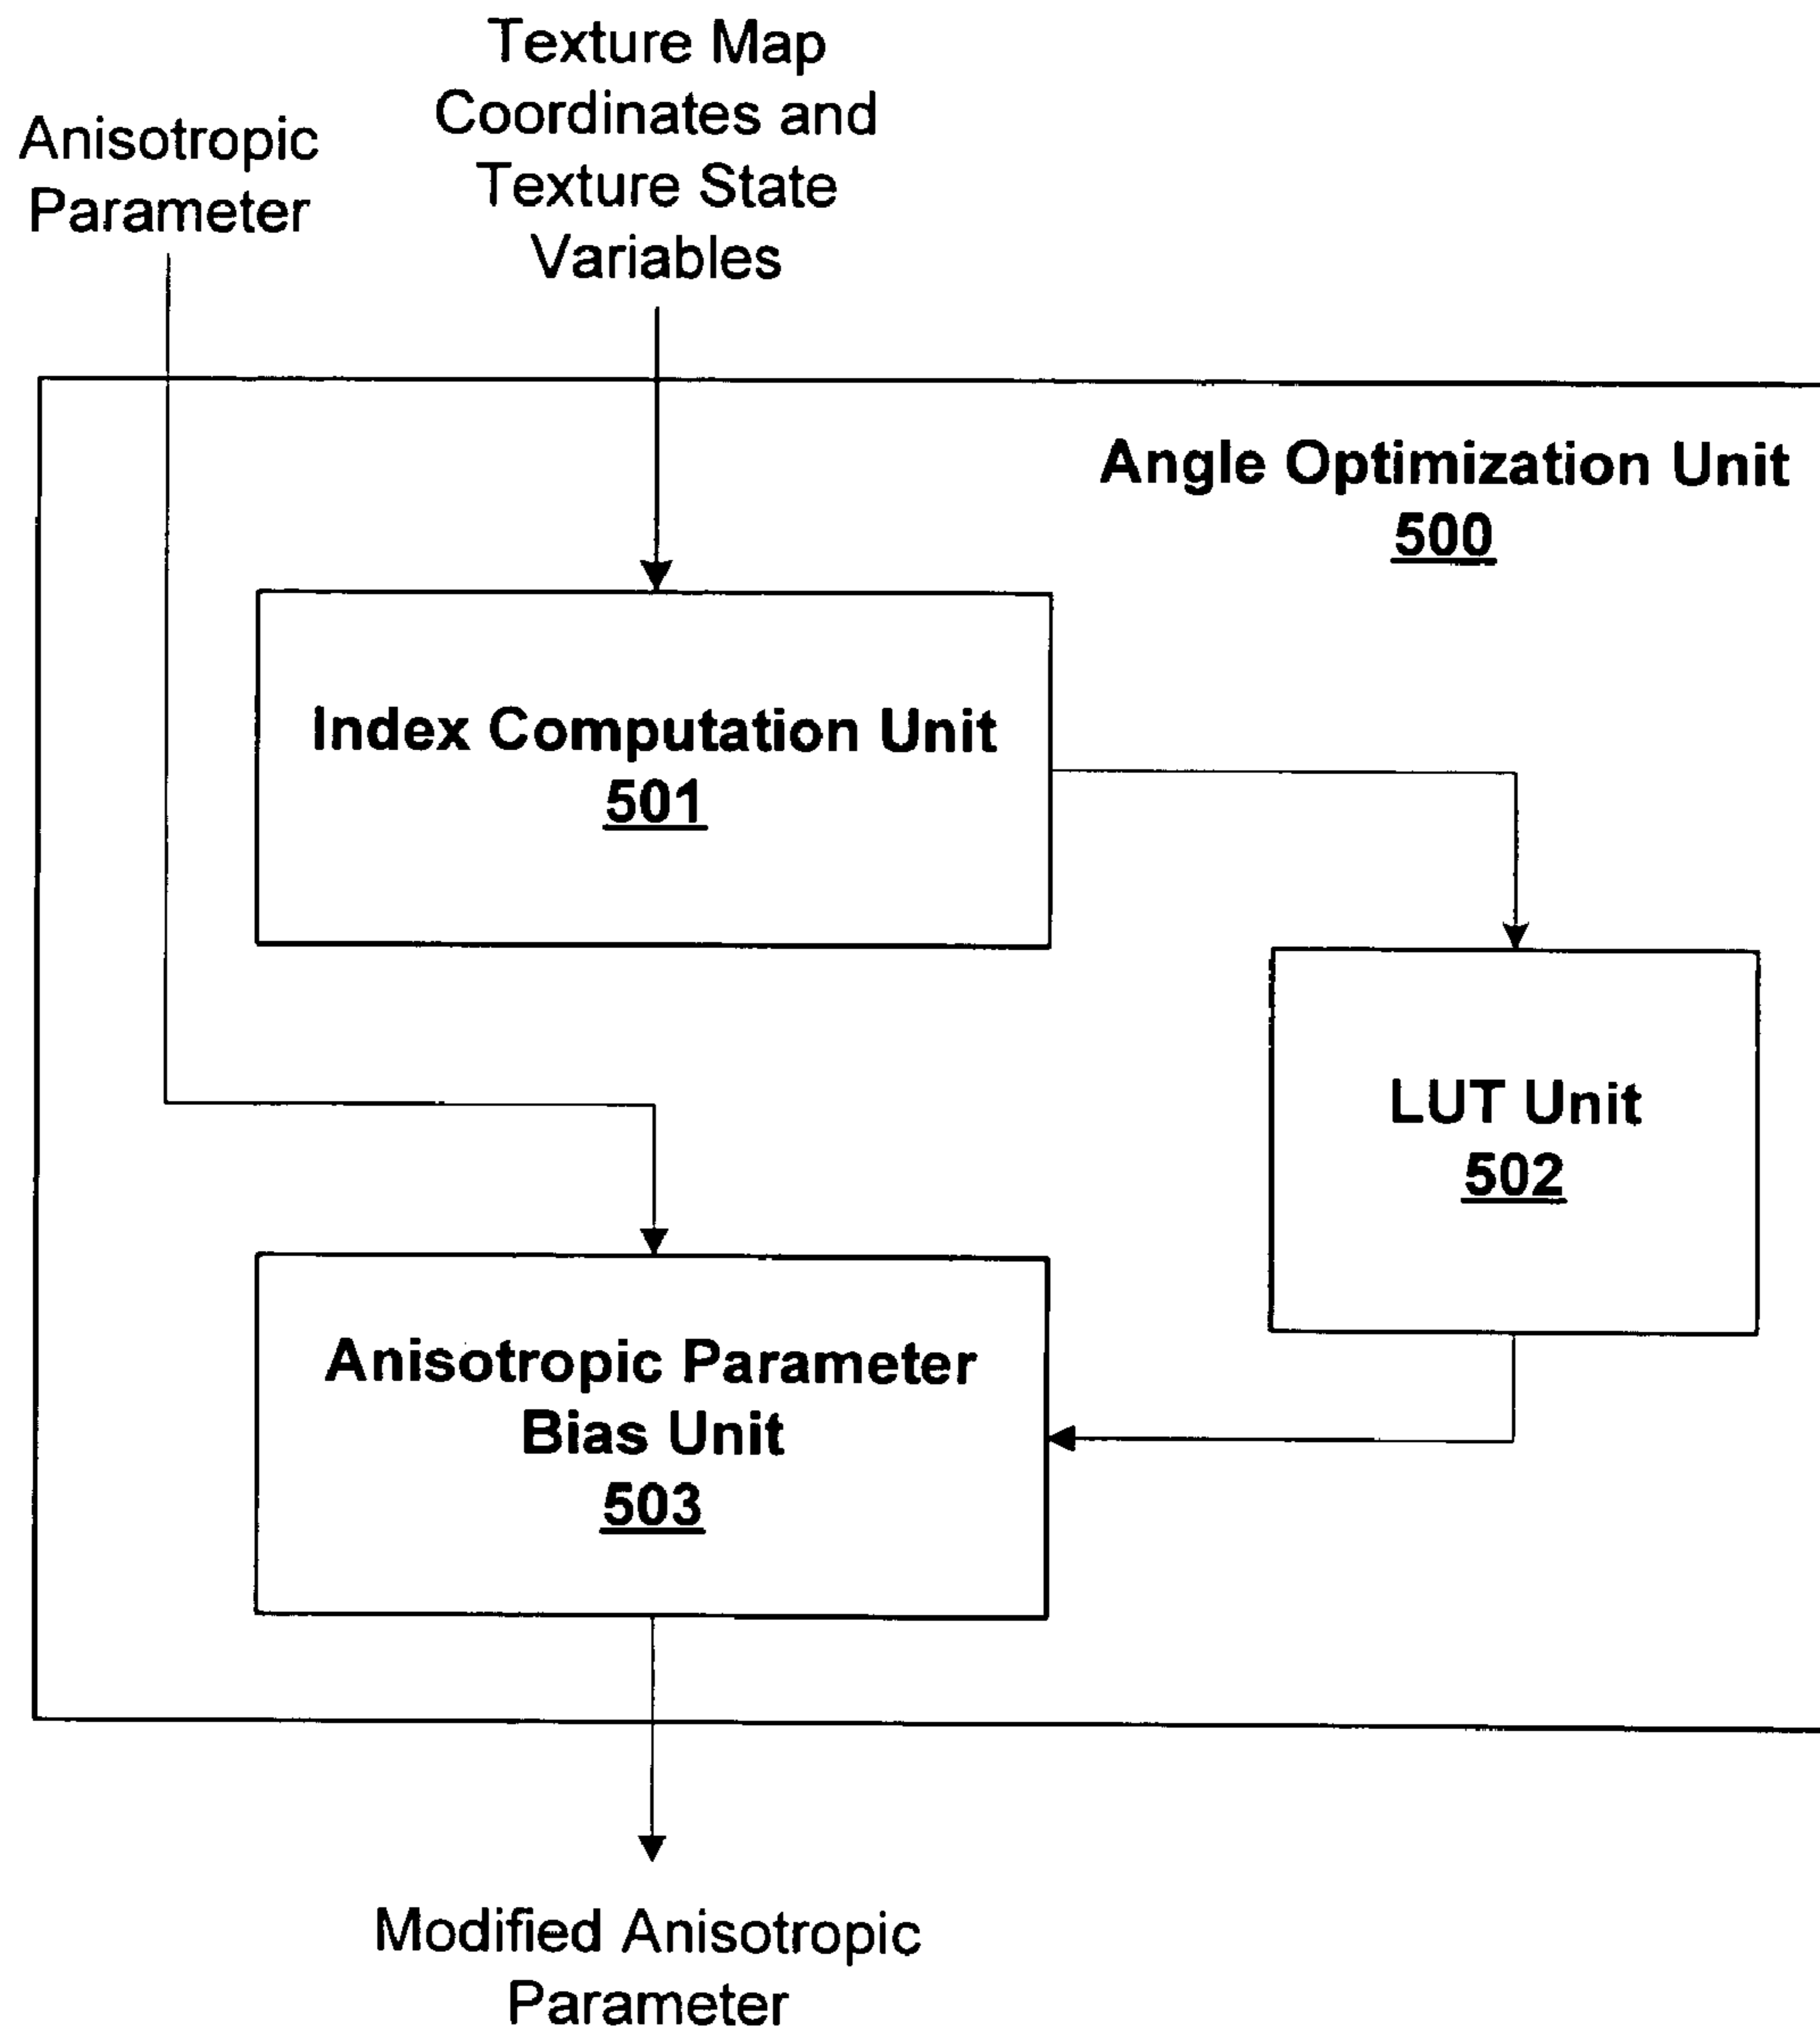 Texture Map
Coordinates and
Texture State
Variables
Anisotropic
Parameter
Angle Optimization Unit
500
Index Computation Unit
501
LUT Unit
502
Anisotropic Parameter
Bias Unit
503
Modified Anisotropic
Parameter